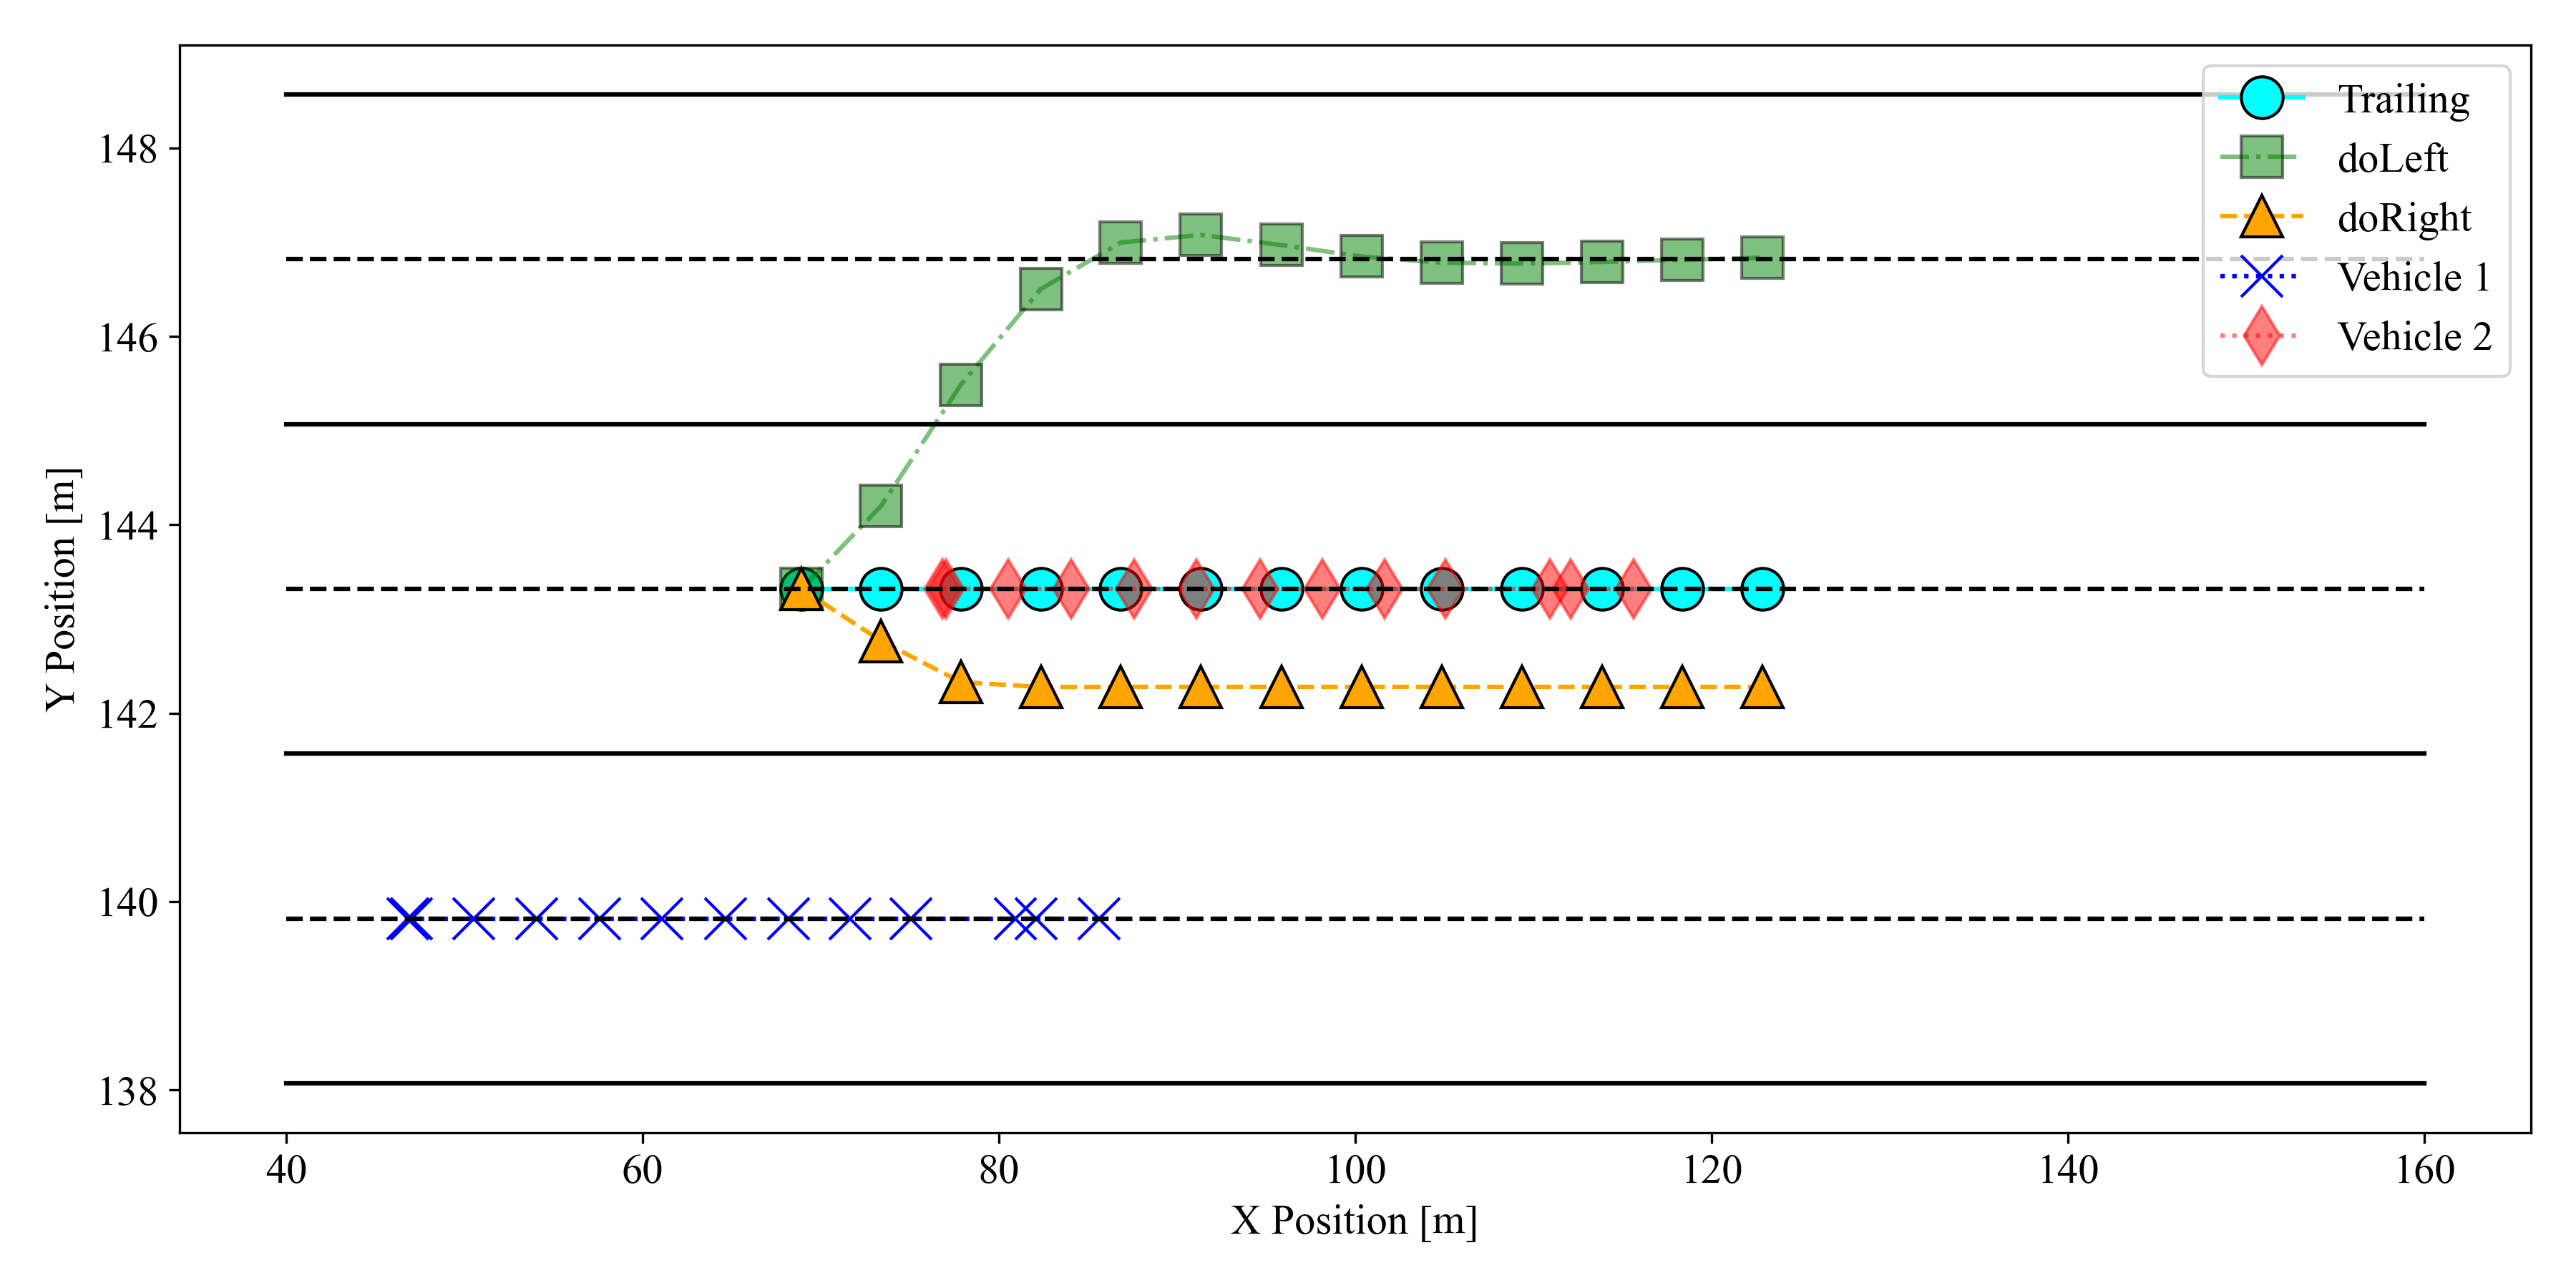 148
146
144
142
140
138
Y Position [m]
40 60 80 100 120 140 160
X Position [m]
Trailing
doLeft
doRight
Vehicle 1
Vehicle 2